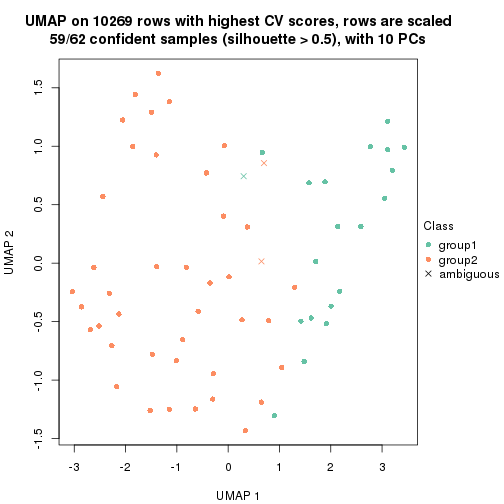 UMAP on 10269 rows with highest CV scores, rows are scaled
59/62 confident samples (silhouette > 0.5), with 10 PCs
1.5
1.0
0.5
0.0
-0.5
-1.0
-1.5
UMAP 2
-3 -2 -1 0 1 2 3
UMAP 1
Class
group1
group2
ambiguous